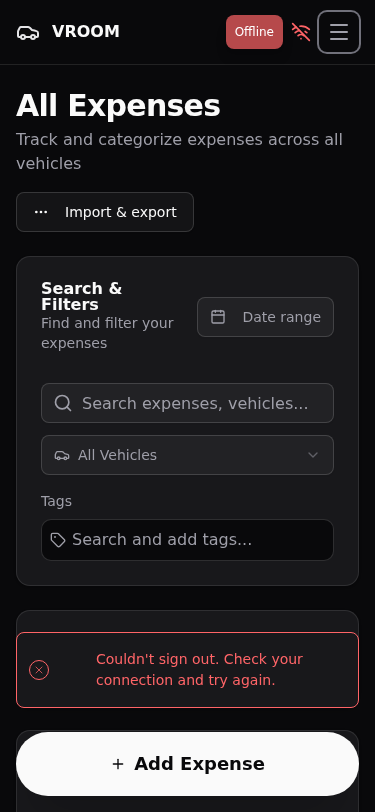 VROOM
Offline
All Expenses
Track and categorize expenses across all
vehicles
Import & export
Search &
Filters
Find and filter your
expenses
Date range
Search expenses, vehicles...
All Vehicles
Tags
Search and add tags...
Couldn't sign out. Check your
connection and try again.
Add Expense